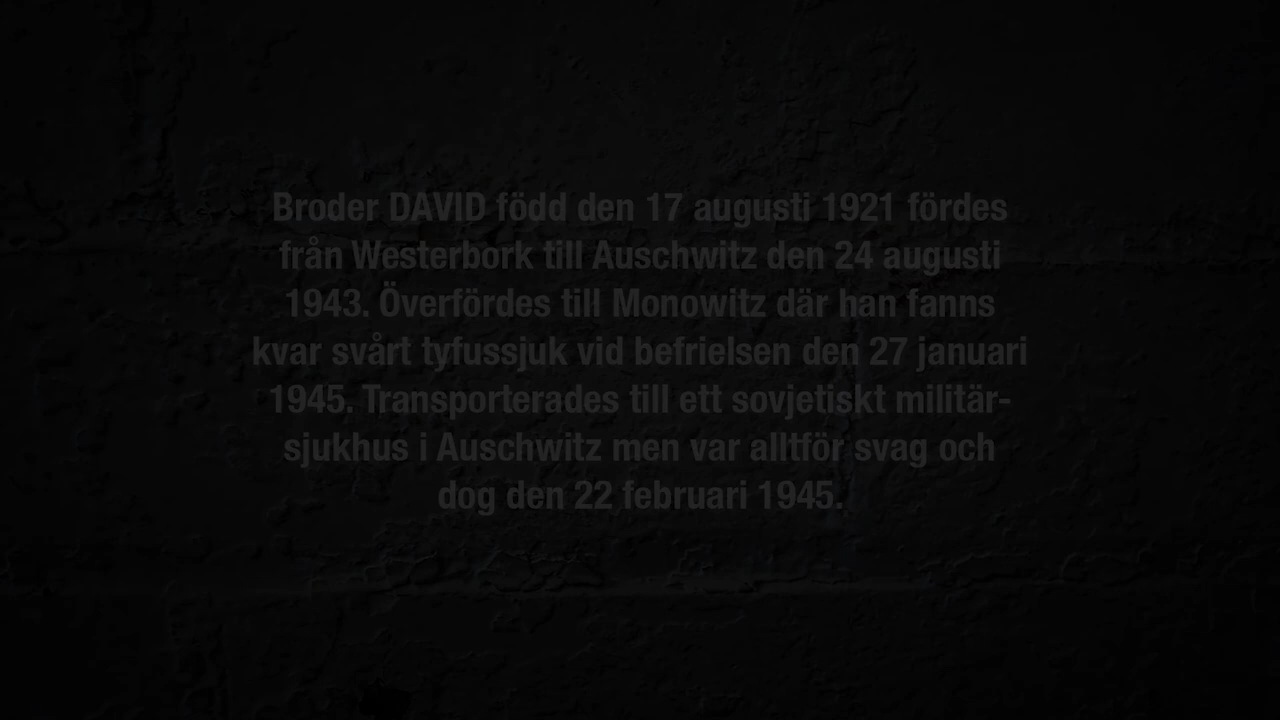 Broder DAVID född den 17 augusti 1921 fördes
från Westerbork till Auschwitz den 24 augusti
1943. Överfördes till Monowitz där han fanns
kvar svårt tyfussjuk vid befrielsen den 27 januari
1945. Transporterades till ett sovjetiskt militär-
sjukhus i Auschwitz men var alltför svag och
dog den 22 februari 1945.